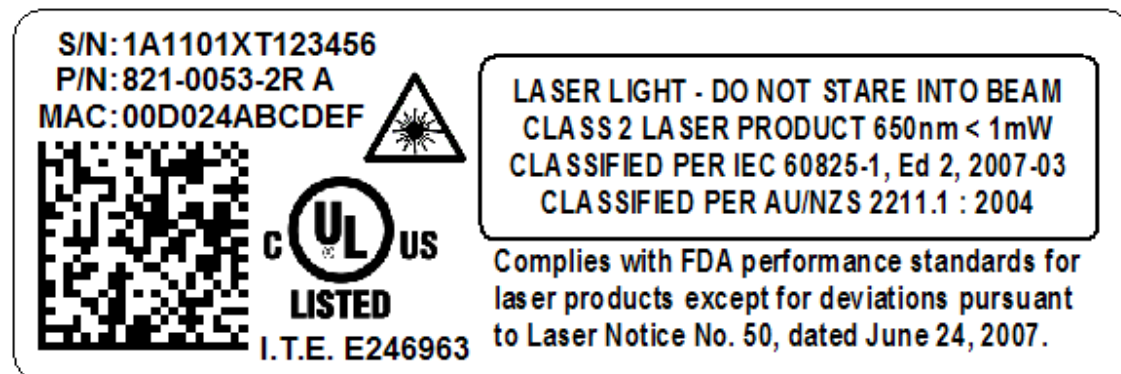 S/N:1A1101XT123456
P/N:821-0053-2R A
MAC:00D024ABCDEF
C UL® US
LISTED
I.T.E. E246963
LASER LIGHT - DO NOT STARE INTO BEAM
CLASS 2 LASER PRODUCT 650nm < 1mW
CLASSIFIED PER IEC 60825-1, Ed 2, 2007-03
CLASSIFIED PER AU/NZS 2211.1 : 2004
Complies with FDA performance standards for
laser products except for deviations pursuant
to Laser Notice No. 50, dated June 24, 2007.